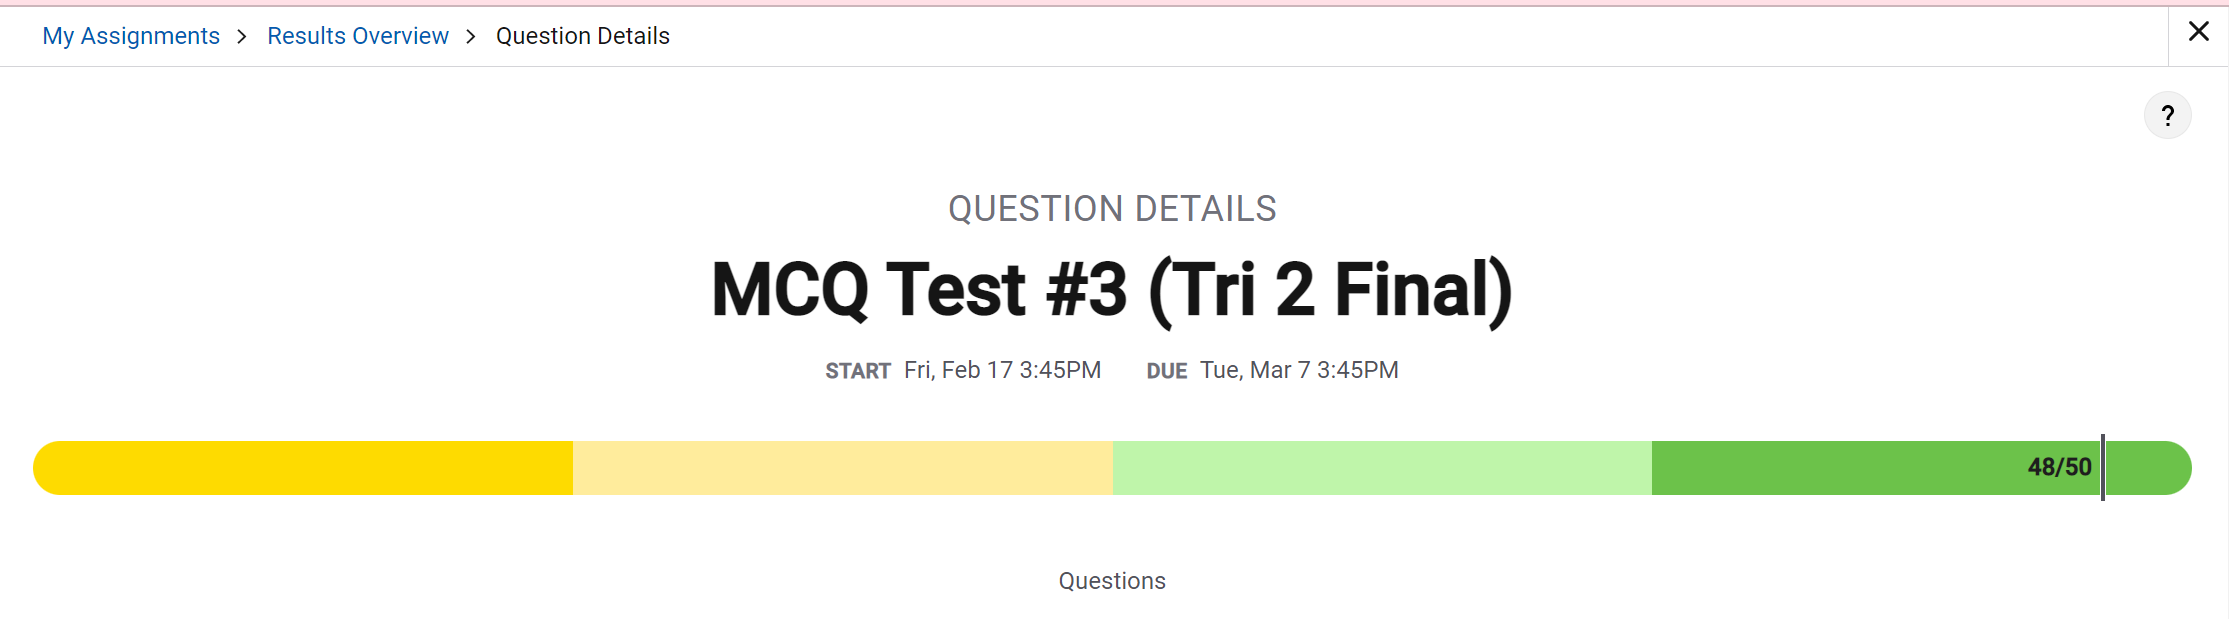 My Assignments > Results Overview > Question Details
?
QUESTION DETAILS
MCQ Test #3 (Tri 2 Final)
START Fri, Feb 17 3:45PM DUE Tue, Mar 7 3:45PM
48/50
Questions